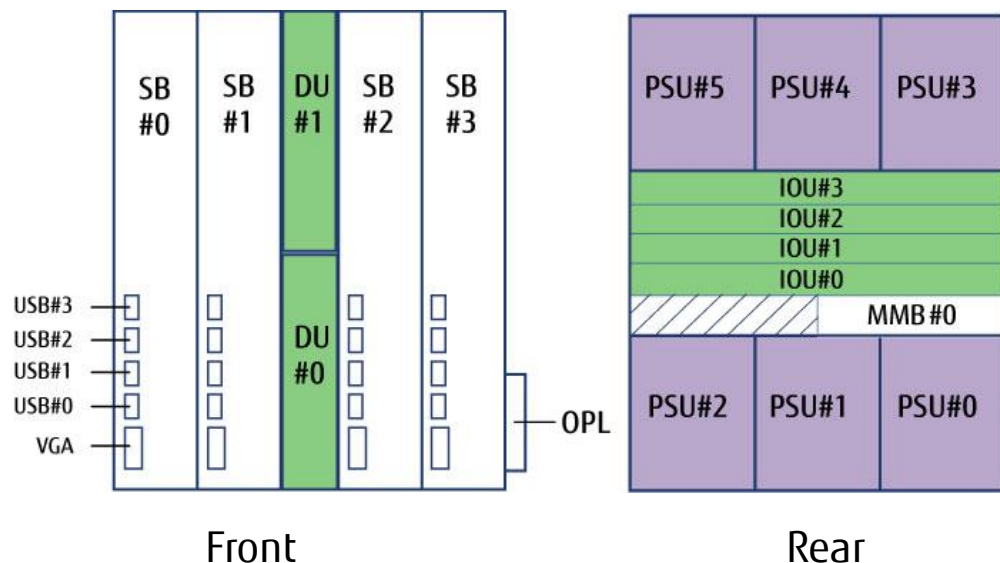 SB
#0
SB
#1
DU
#1
SB
#2
SB
#3
USB#3
USB#2
USB#1
USB#0
VGA
DU
#0
OPL
Front
PSU#5
PSU#4
PSU#3
IOU#3
IOU#2
IOU#1
IOU#0
MMB#0
PSU#2
PSU#1
PSU#0
Rear